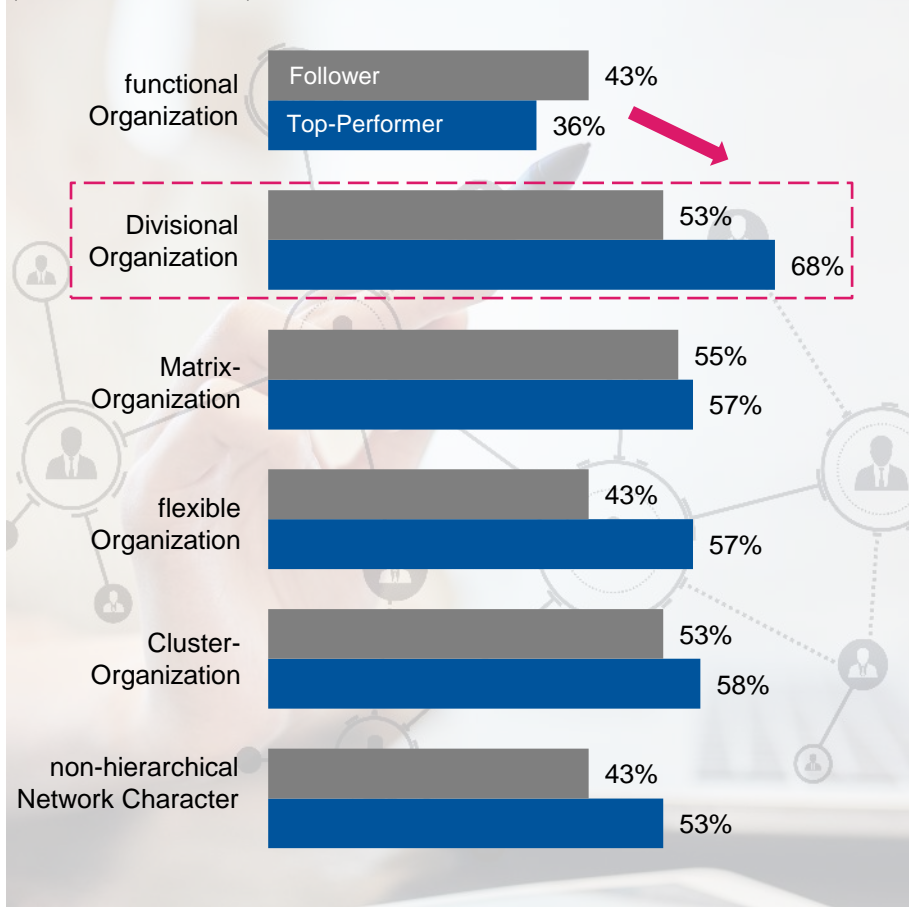 Follower
43%
functional
Organization
Top-Performer
36%
53%
Divisional
Organization
68%
55%
Matrix-
Organization
57%
43%
flexible
Organization
57%
53%
Cluster-
Organization
58%
43%
non-hierarchical
Network Character
53%